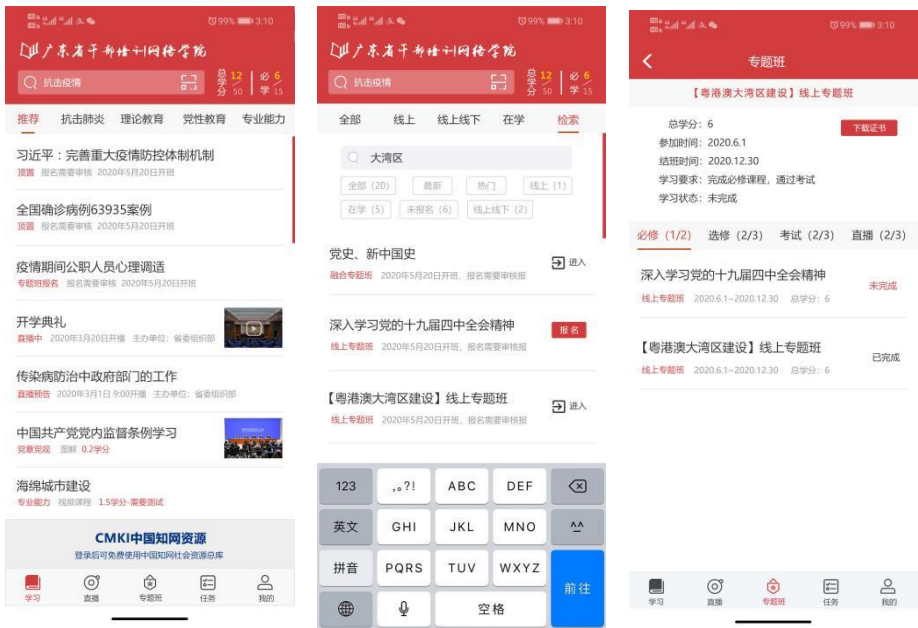 99% 3:10
广东省干部培训网络学院
抗击疫情
总学分 12/50
必学 6/15
推荐 抗击肺炎 理论教育 党性教育 专业能力
习近平：完善重大疫情防控体制机制
顶置 报名需要审核 2020年5月20日开班
全国确诊病例63935案例
顶置 报名需要审核 2020年5月20日开班
疫情期间公职人员心理调适
专题班报名 报名需要审核 2020年5月20日开班
开学典礼
直播中 2020年3月20日开播 主办单位：省委组织部
传染病防治中政府部门的工作
直播预告 2020年3月1日 9:00开播 主办单位：省委组织部
中国共产党党内监督条例学习
党章党规 图解 0.2学分
海绵城市建设
专业能力 视频课程 1.5学分-需要测试
CMKI中国知网资源
登录后可免费使用中国知网社会资源总库
学习 直播 专题班 任务 我的
99% 3:10
广东省干部培训网络学院
抗击疫情
总学分 12/50
必学 6/15
全部 线上 线上线下 在学 检索
大湾区
全部（20） 最新 热门 线上（1）
在学（5） 未报名（6） 线上线下（2）
党史、新中国史
融合专题班 2020年5月20日开班，报名需要审核报
进入
深入学习党的十九届四中全会精神
线上专题班 2020年5月20日开班，报名需要审核报
报名
【粤港澳大湾区建设】线上专题班
线上专题班 2020年5月20日开班，报名需要审核报
进入
123 ,。?! ABC DEF
英文 GHI JKL MNO ^^
拼音 PQRS TUV WXYZ
前往
空格
99% 3:10
专题班
【粤港澳大湾区建设】线上专题班
总学分：6
下载证书
参加时间：2020.6.1
结班时间：2020.12.30
学习要求：完成必修课程，通过考试
学习状态：未完成
必修（1/2） 选修（2/3） 考试（2/3） 直播（2/3）
深入学习党的十九届四中全会精神
线上专题班 2020.6.1–2020.12.30 总学分：6
未完成
【粤港澳大湾区建设】线上专题班
线上专题班 2020.6.1–2020.12.30 总学分：6
已完成
学习 直播 专题班 任务 我的